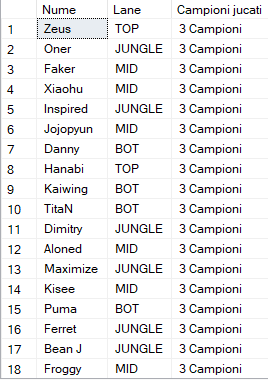 Nume Lane Campioni jucati
1 Zeus TOP 3 Campioni
2 Oner JUNGLE 3 Campioni
3 Faker MID 3 Campioni
4 Xiaohu MID 3 Campioni
5 Inspired JUNGLE 3 Campioni
6 Jojopyun MID 3 Campioni
7 Danny BOT 3 Campioni
8 Hanabi TOP 3 Campioni
9 Kaiwing BOT 3 Campioni
10 TitaN BOT 3 Campioni
11 Dimitry JUNGLE 3 Campioni
12 Aloned MID 3 Campioni
13 Maximize JUNGLE 3 Campioni
14 Kisee MID 3 Campioni
15 Puma BOT 3 Campioni
16 Ferret JUNGLE 3 Campioni
17 Bean J JUNGLE 3 Campioni
18 Froggy MID 3 Campioni